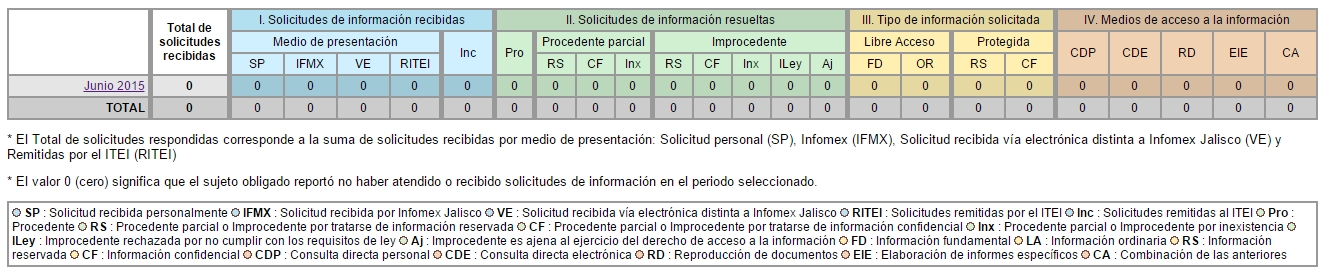 Total de solicitudes recibidas
I. Solicitudes de información recibidas
II. Solicitudes de información resueltas
III. Tipo de información solicitada
IV. Medios de acceso a la información
Medio de presentación
Inc
Pro
Procedente parcial
Improcedente
Libre Acceso
Protegida
CDP CDE RD EIE CA
SP IFMX VE RITEI RS CF Inx RS CF Inx ILey Aj FD OR RS CF
Junio 2015 0 0 0 0 0 0 0 0 0 0 0 0 0 0 0 0 0 0 0 0 0 0 0 0
TOTAL 0 0 0 0 0 0 0 0 0 0 0 0 0 0 0 0 0 0 0 0 0 0 0 0
* El Total de solicitudes respondidas corresponde a la suma de solicitudes recibidas por medio de presentación: Solicitud personal (SP), Infomex (IFMX), Solicitud recibida vía electrónica distinta a Infomex Jalisco (VE) y
Remitidas por el ITEI (RITEI)
* El valor 0 (cero) significa que el sujeto obligado reportó no haber atendido o recibido solicitudes de información en el periodo seleccionado.
SP : Solicitud recibida personalmente IFMX : Solicitud recibida por Infomex Jalisco VE : Solicitud recibida vía electrónica distinta a Infomex Jalisco RITEI : Solicitudes remitidas por el ITEI Inc : Solicitudes remitidas al ITEI Pro :
Procedente RS : Procedente parcial o Improcedente por tratarse de información reservada CF : Procedente parcial o Improcedente por tratarse de información confidencial Inx : Procedente parcial o Improcedente por inexistencia
ILey : Improcedente rechazada por no cumplir con los requisitos de ley Aj : Improcedente es ajena al ejercicio del derecho de acceso a la información FD : Información fundamental LA : Información ordinaria RS : Información
reservada CF : Información confidencial CDP : Consulta directa personal CDE : Consulta directa electrónica RD : Reproducción de documentos EIE : Elaboración de informes específicos CA : Combinación de las anteriores